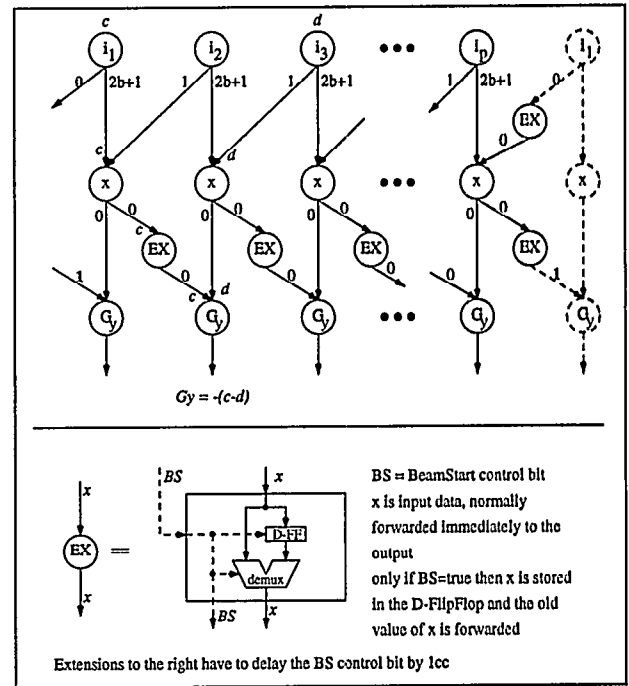 c d
i1 i2 i3 ••• ip i1
0 2b+1 1 2b+1 1 2b+1 1 2b+1 0
EX
c d 0
x x x ••• x x
0 0 0 0 0 0 0 0
c EX EX EX EX
1 0 0 0 0 1
c d
Gy Gy Gy ••• Gy Gy
Gy = -(c-d)
x BS x
EX = D-FF
demux
x BS x
BS = BeamStart control bit
x is input data, normally
forwarded immediately to the
output
only if BS=true then x is stored
in the D-FlipFlop and the old
value of x is forwarded
Extensions to the right have to delay the BS control bit by 1cc